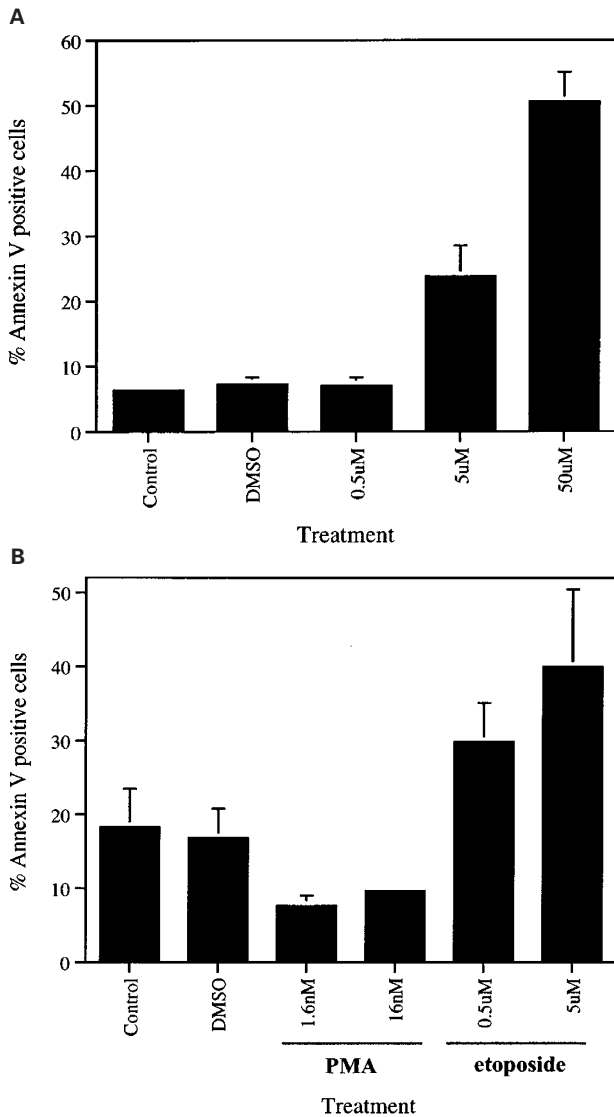 A
% Annexin V positive cells
60
50
40
30
20
10
0
Control
DMSO
0.5uM
5uM
50uM
Treatment
B
% Annexin V positive cells
50
40
30
20
10
0
Control
DMSO
1.6nM
16nM
0.5uM
5uM
PMA
etoposide
Treatment